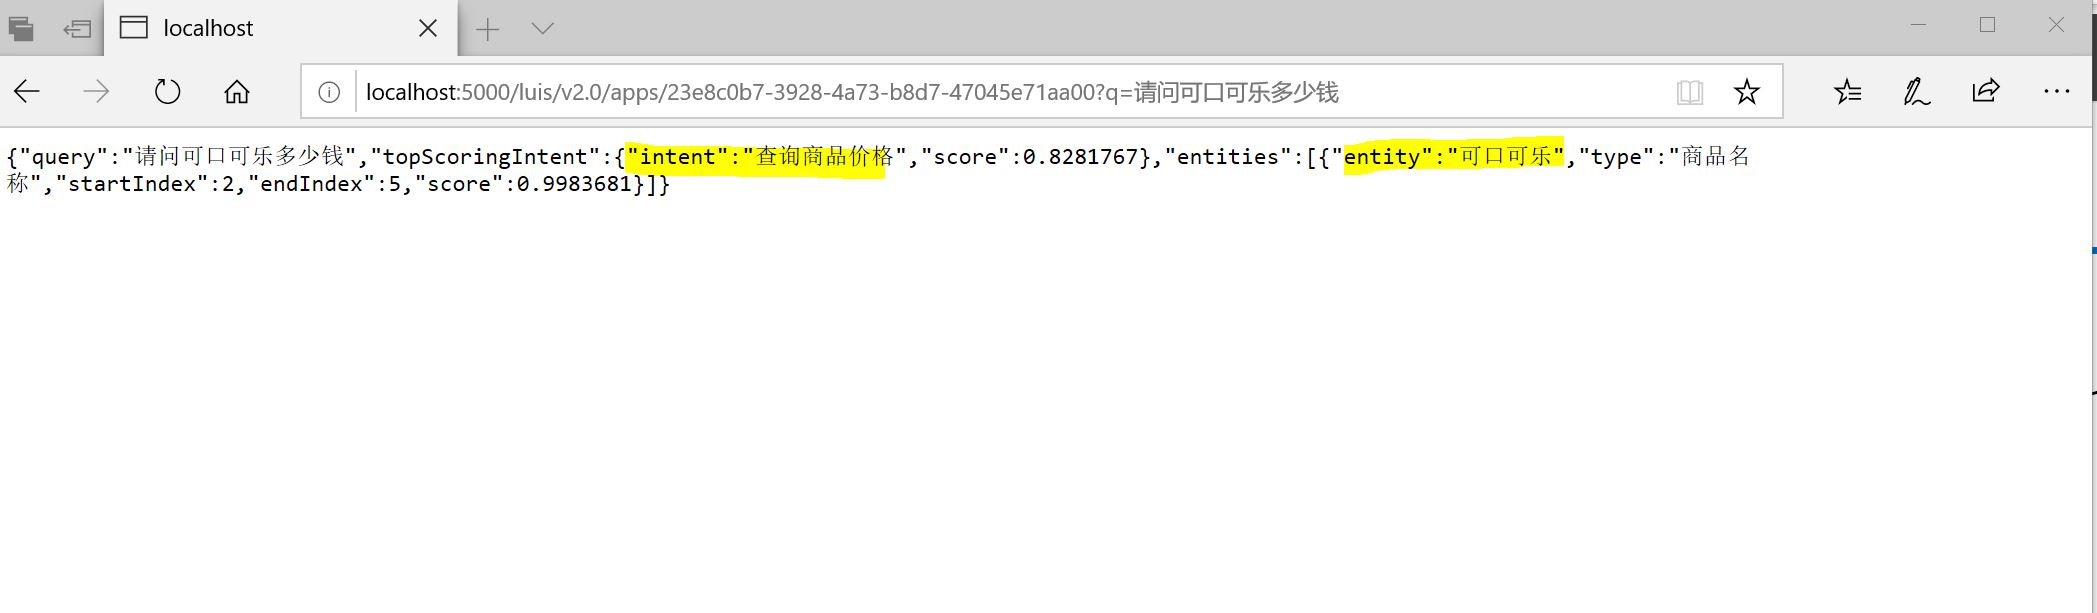 localhost
localhost:5000/luis/v2.0/apps/23e8c0b7-3928-4a73-b8d7-47045e71aa00?q=请问可口可乐多少钱
{"query":"请问可口可乐多少钱","topScoringIntent":{"intent":"查询商品价格","score":0.8281767},"entities":[{"entity":"可口可乐","type":"商品名
称","startIndex":2,"endIndex":5,"score":0.9983681}]}